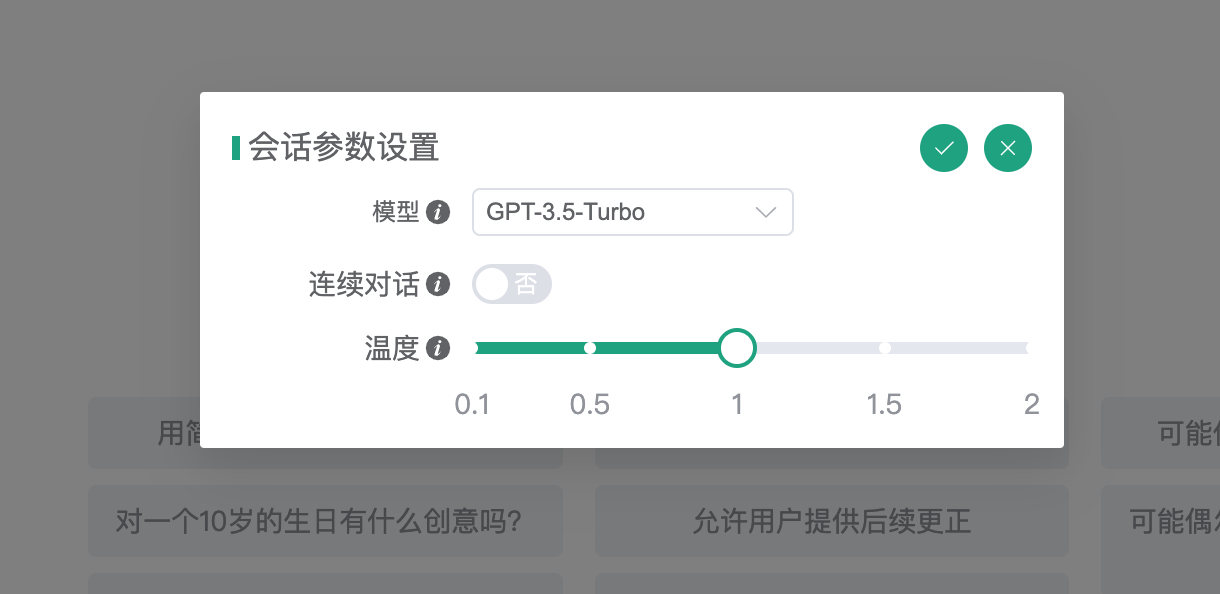 会话参数设置
模型 GPT-3.5-Turbo
连续对话 否
温度
0.1 0.5 1 1.5 2
用简
可能偶
对一个10岁的生日有什么创意吗?
允许用户提供后续更正
可能偶尔